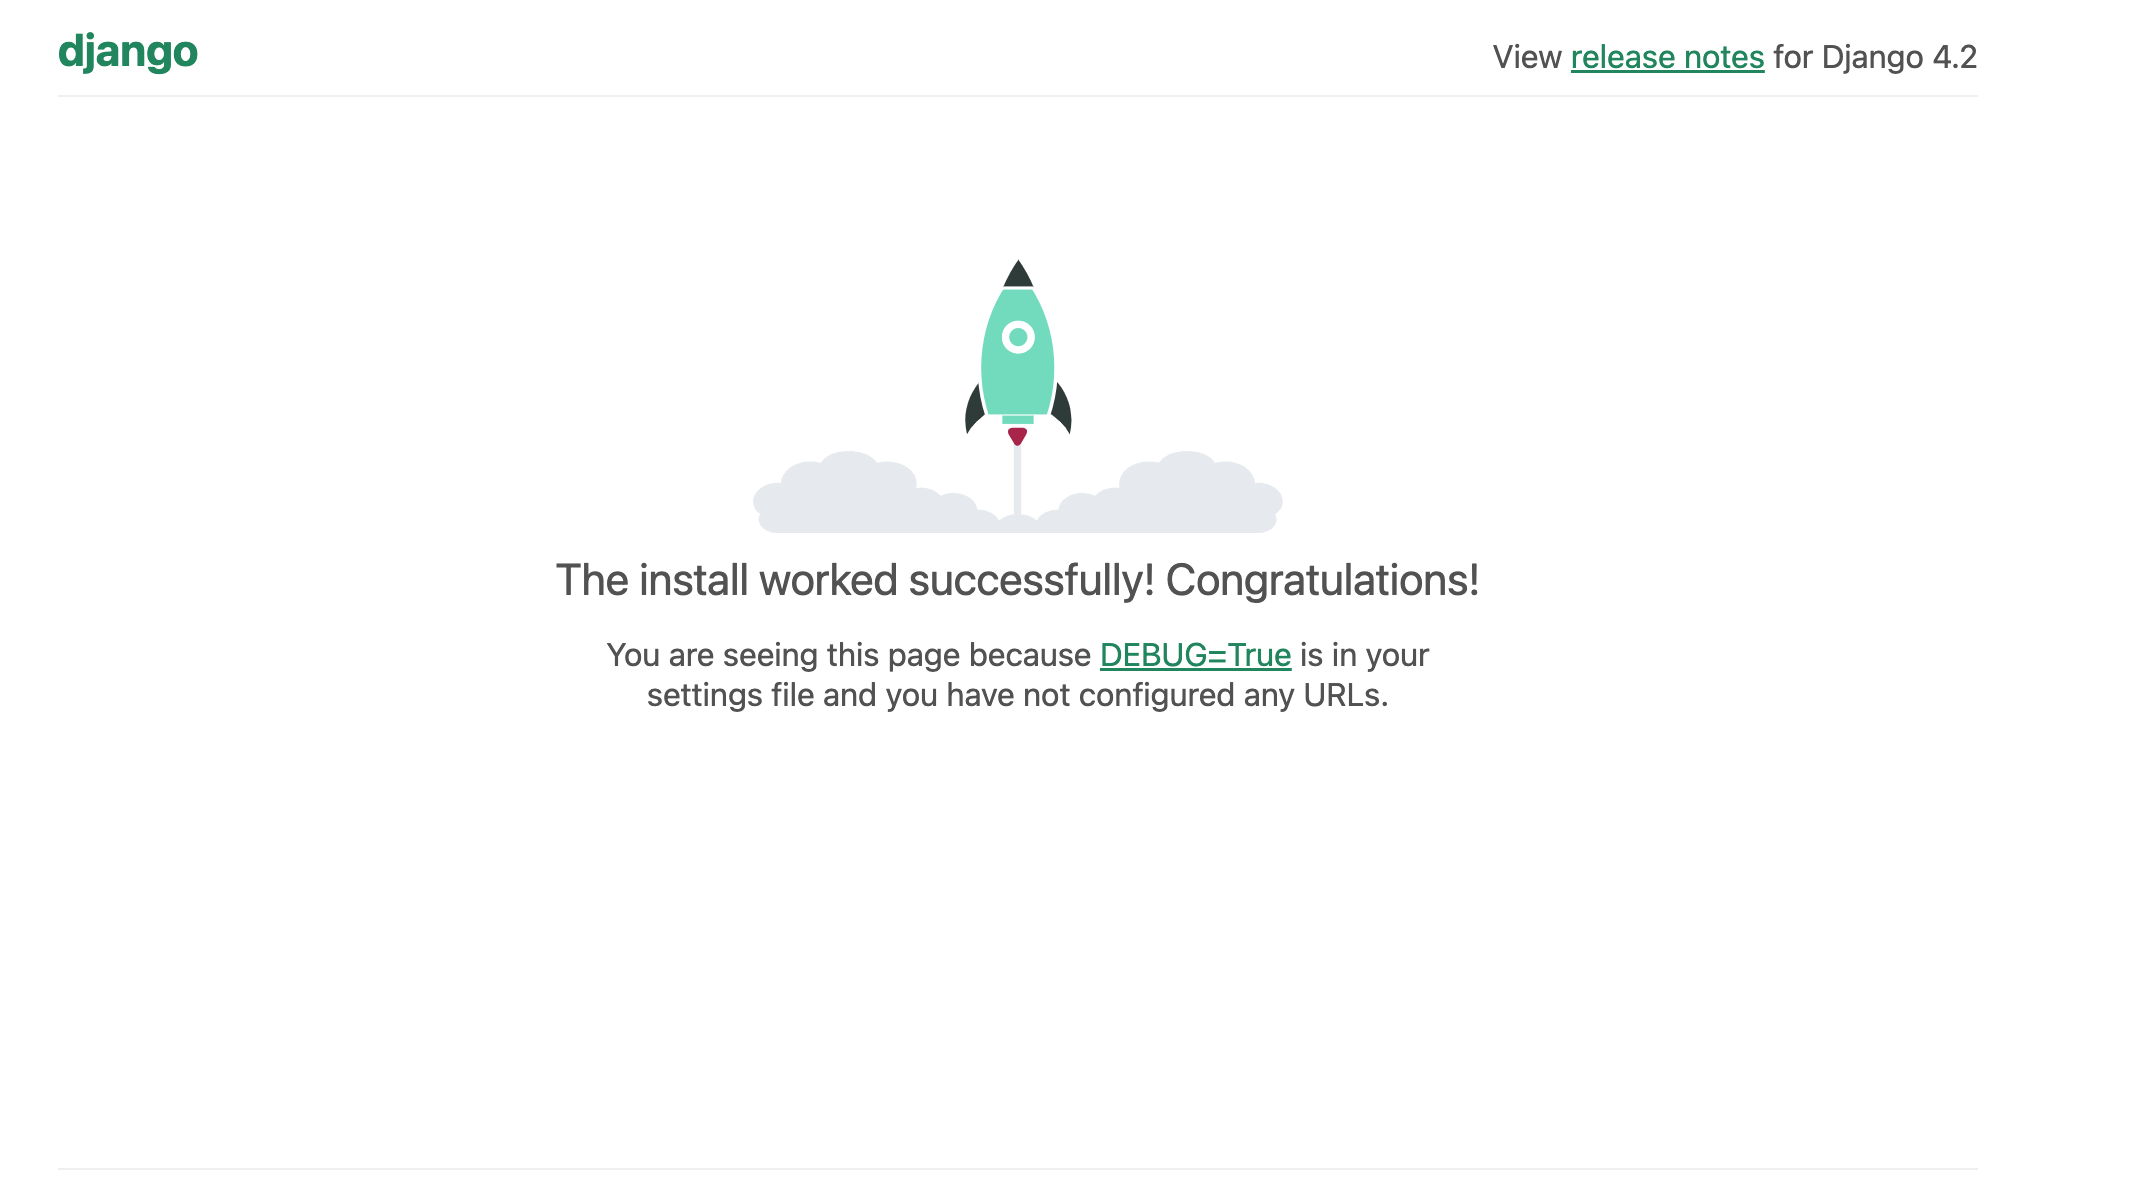 django
View release notes for Django 4.2
The install worked successfully! Congratulations!
You are seeing this page because DEBUG=True is in your
settings file and you have not configured any URLs.